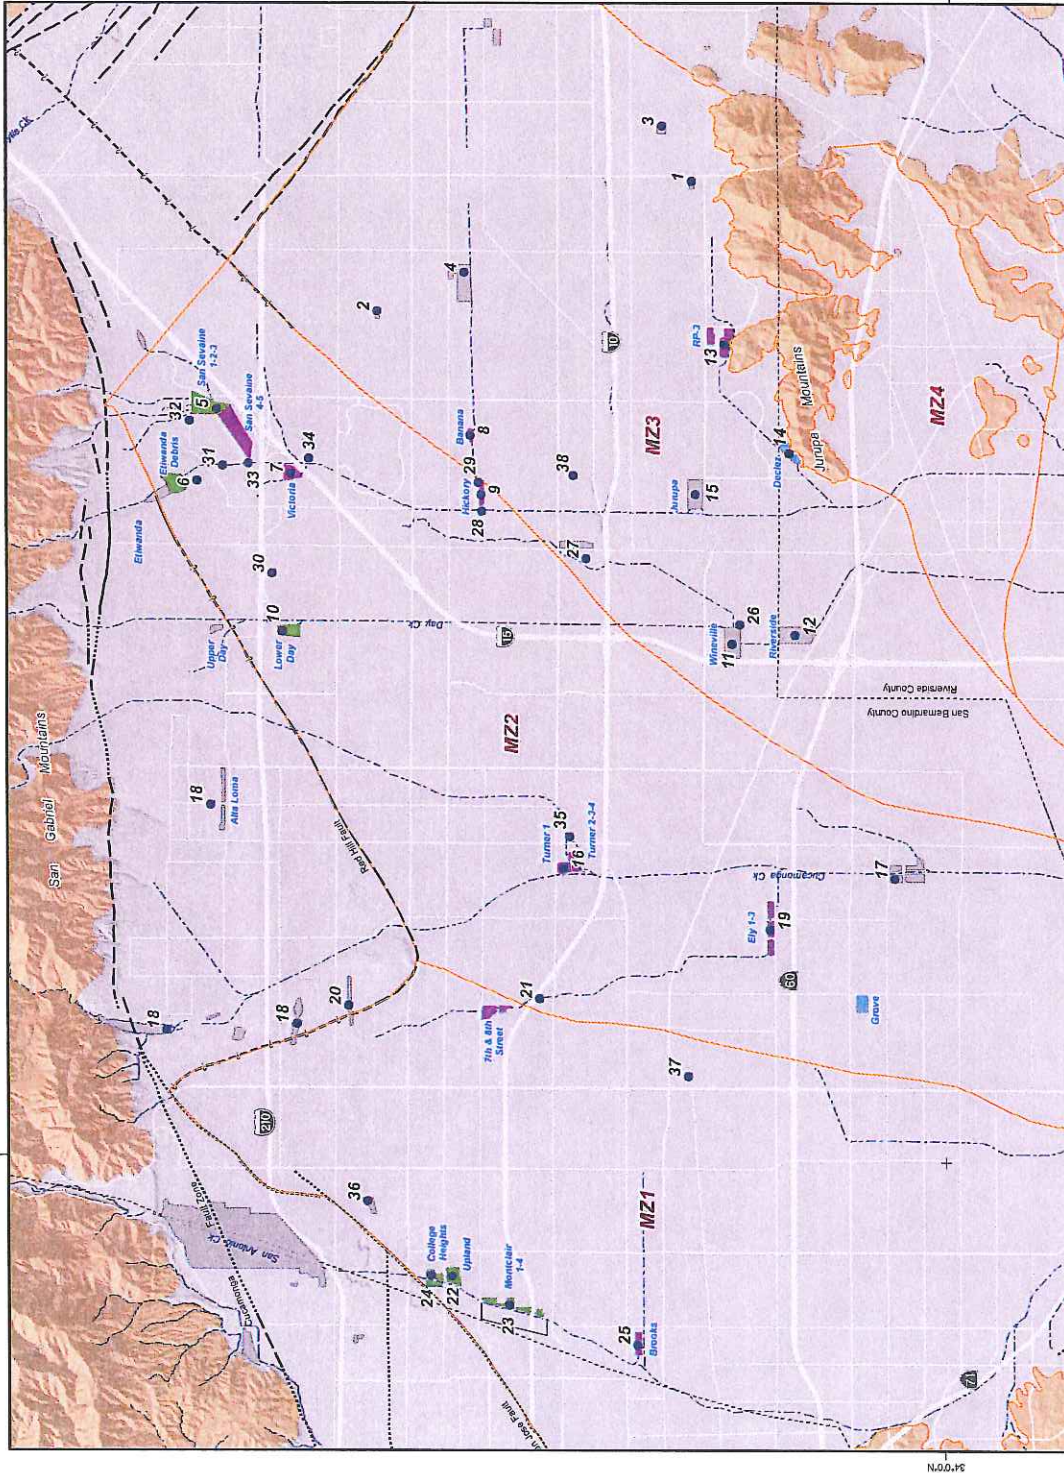 San Gabriel Mountains
San Antonio Ck
Cucamonga
Fault zone
18
18
Alta Loma
Upper
Day
Etiwanda
Etiwanda
Debris
6
31
32
5
San Sevaine
1-2-3
San Sevaine
4-5
33
30
10
Lower
Day
Victoria
7
34
210
18
20
Red Hill Fault
36
2
24
College
Heights
22
Upland
23
Montclair
1-4
7th & 8th
Street
21
MZ2
15
Day Ck
28
Hickory
9
29
Banana
8
4
Turner 1
16
35
Turner 2-3-4
27
38
10
25
Brooks
MZ1
37
MZ3
Jurupa
15
1
3
13
RP-3
Wineville
11
26
Riverside
12
Declez
14
Jurupa
Mountains
Ely 1-3
19
60
Cucamonga Ck
17
Grove
San Bernardino County
Riverside County
MZ4
71
34°0'0"N